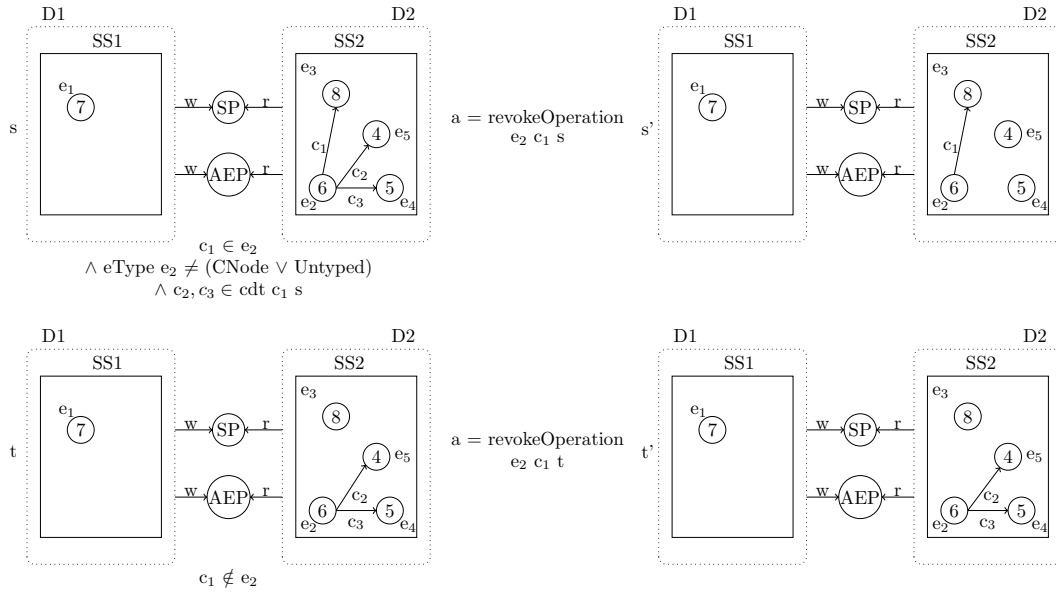 D1 D2 D1 D2
SS1 SS2 SS1 SS2
e₃ e₃
e₁ 8 e₁ 8
7 w SP r a = revokeOperation 7 w SP r
s 4 e₅ e₂ c₁ s s' 4 e₅
c₁ c₁
w AEP r c₂ w AEP r
6 5 6 5
e₂ c₃ e₄ e₂ e₄
c₁ ∈ e₂
∧ eType e₂ ≠ (CNode ∨ Untyped)
∧ c₂, c₃ ∈ cdt c₁ s
D1 D2 D1 D2
SS1 SS2 SS1 SS2
e₃ e₃
e₁ 8 e₁ 8
7 w SP r a = revokeOperation 7 w SP r
t 4 e₅ e₂ c₁ t t' 4 e₅
w AEP r c₂ w AEP r c₂
6 5 6 5
e₂ c₃ e₄ e₂ c₃ e₄
c₁ ∉ e₂